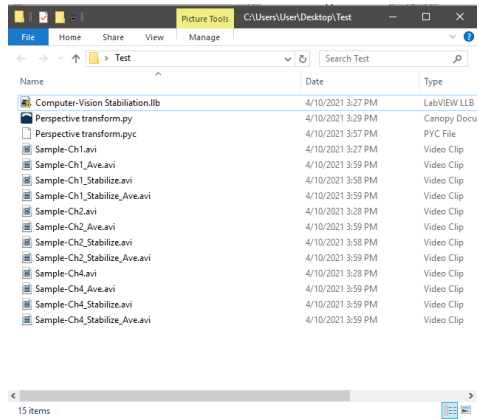 Picture Tools C:\Users\User\Desktop\Test
File Home Share View Manage
Test Search Test
Name Date Type
Computer-Vision Stabiliation.llb 4/10/2021 3:27 PM LabVIEW LLB
Perspective transform.py 4/10/2021 3:29 PM Canopy Docu
Perspective transform.pyc 4/10/2021 3:29 PM PYC File
Sample-Ch1.avi 4/10/2021 3:27 PM Video Clip
Sample-Ch1_Ave.avi 4/10/2021 3:59 PM Video Clip
Sample-Ch1_Stabilize.avi 4/10/2021 3:58 PM Video Clip
Sample-Ch1_Stabilize_Ave.avi 4/10/2021 3:59 PM Video Clip
Sample-Ch2.avi 4/10/2021 3:28 PM Video Clip
Sample-Ch2_Ave.avi 4/10/2021 3:59 PM Video Clip
Sample-Ch2_Stabilize.avi 4/10/2021 3:58 PM Video Clip
Sample-Ch2_Stabilize_Ave.avi 4/10/2021 3:59 PM Video Clip
Sample-Ch4.avi 4/10/2021 3:28 PM Video Clip
Sample-Ch4_Ave.avi 4/10/2021 3:59 PM Video Clip
Sample-Ch4_Stabilize.avi 4/10/2021 3:59 PM Video Clip
Sample-Ch4_Stabilize_Ave.avi 4/10/2021 3:59 PM Video Clip
15 items